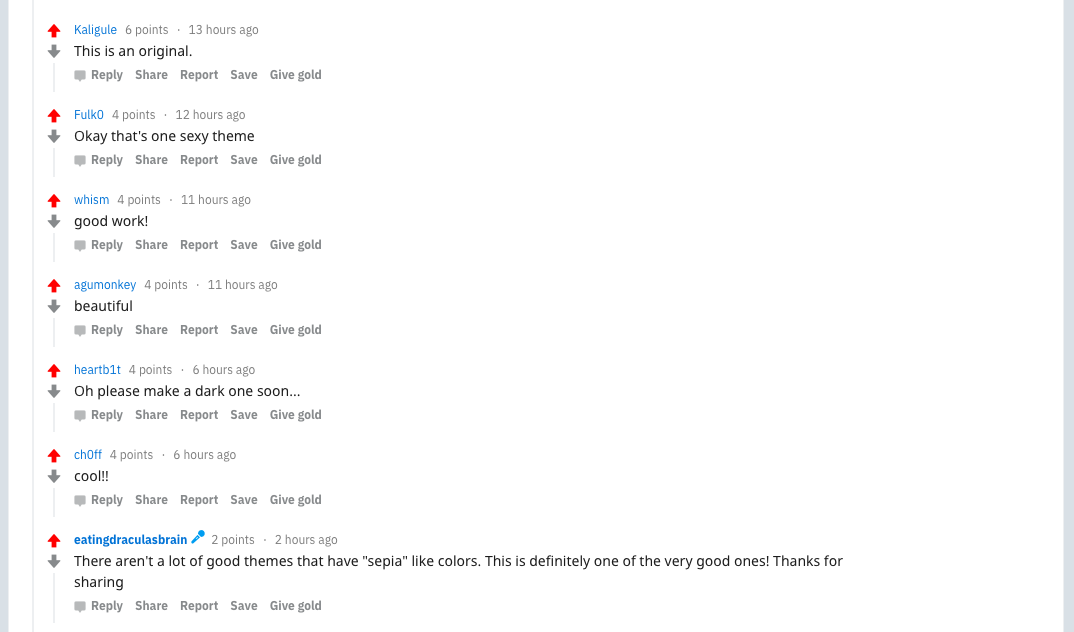 Kaligule 6 points · 13 hours ago
This is an original.
Reply Share Report Save Give gold
Fulk0 4 points · 12 hours ago
Okay that's one sexy theme
Reply Share Report Save Give gold
whism 4 points · 11 hours ago
good work!
Reply Share Report Save Give gold
agumonkey 4 points · 11 hours ago
beautiful
Reply Share Report Save Give gold
heartb1t 4 points · 6 hours ago
Oh please make a dark one soon...
Reply Share Report Save Give gold
ch0ff 4 points · 6 hours ago
cool!!
Reply Share Report Save Give gold
eatingdraculasbrain 2 points · 2 hours ago
There aren't a lot of good themes that have "sepia" like colors. This is definitely one of the very good ones! Thanks for
sharing
Reply Share Report Save Give gold